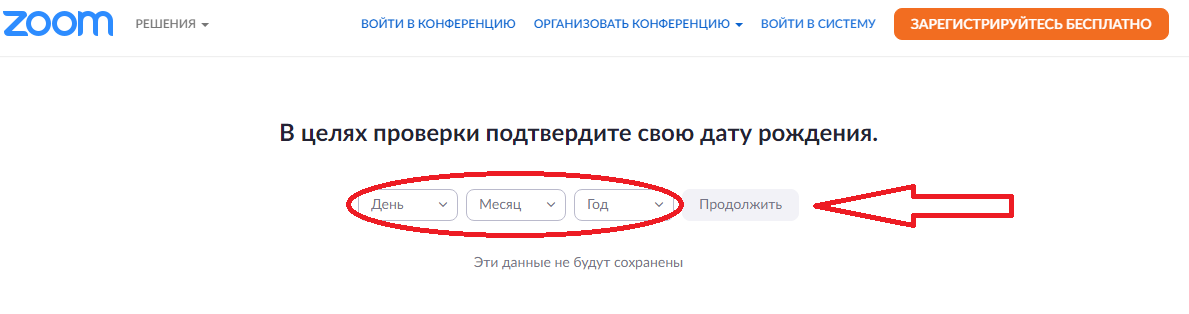 zoom РЕШЕНИЯ ВОЙТИ В КОНФЕРЕНЦИЮ ОРГАНИЗОВАТЬ КОНФЕРЕНЦИЮ ВОЙТИ В СИСТЕМУ ЗАРЕГИСТРИРУЙТЕСЬ БЕСПЛАТНО
В целях проверки подтвердите свою дату рождения.
День Месяц Год Продолжить
Эти данные не будут сохранены